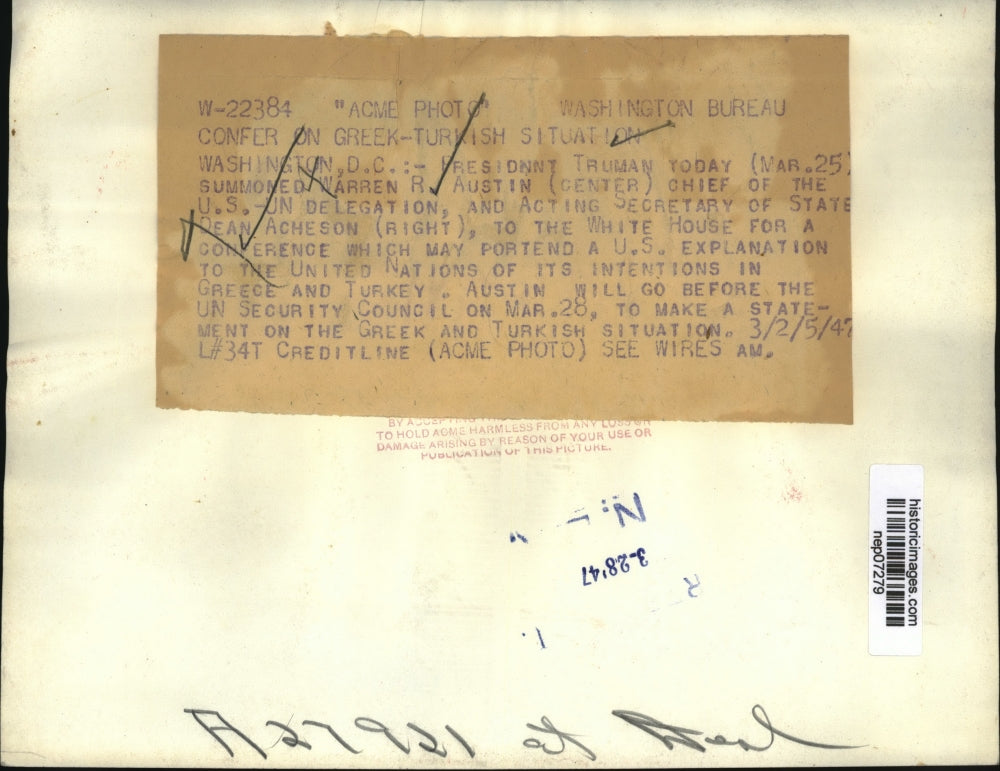 W-22384 "ACME PHOTO" WASHINGTON BUREAU
CONFER ON GREEK-TURKISH SITUATION
WASHINGTON,D.C.:- PRESIDNNT TRUMAN TODAY (MAR.25)
SUMMONED WARREN R. AUSTIN (CENTER) CHIEF OF THE
U.S.-UN DELEGATION, AND ACTING SECRETARY OF STATE
DEAN ACHESON (RIGHT), TO THE WHITE HOUSE FOR A
CONFERENCE WHICH MAY PORTEND A U.S. EXPLANATION
TO THE UNITED NATIONS OF ITS INTENTIONS IN
GREECE AND TURKEY. AUSTIN WILL GO BEFORE THE
UN SECURITY COUNCIL ON MAR.28, TO MAKE A STATE-
MENT ON THE GREEK AND TURKISH SITUATION. 3/2/5/47
L#34T CREDITLINE (ACME PHOTO) SEE WIRES AM.
BY ACCEPTING
TO HOLD ACME HARMLESS FROM ANY LOSS OR
DAMAGE ARISING BY REASON OF YOUR USE OR
PUBLICATION OF THIS PICTURE.
historicimages.com
nep07279
3-28'47